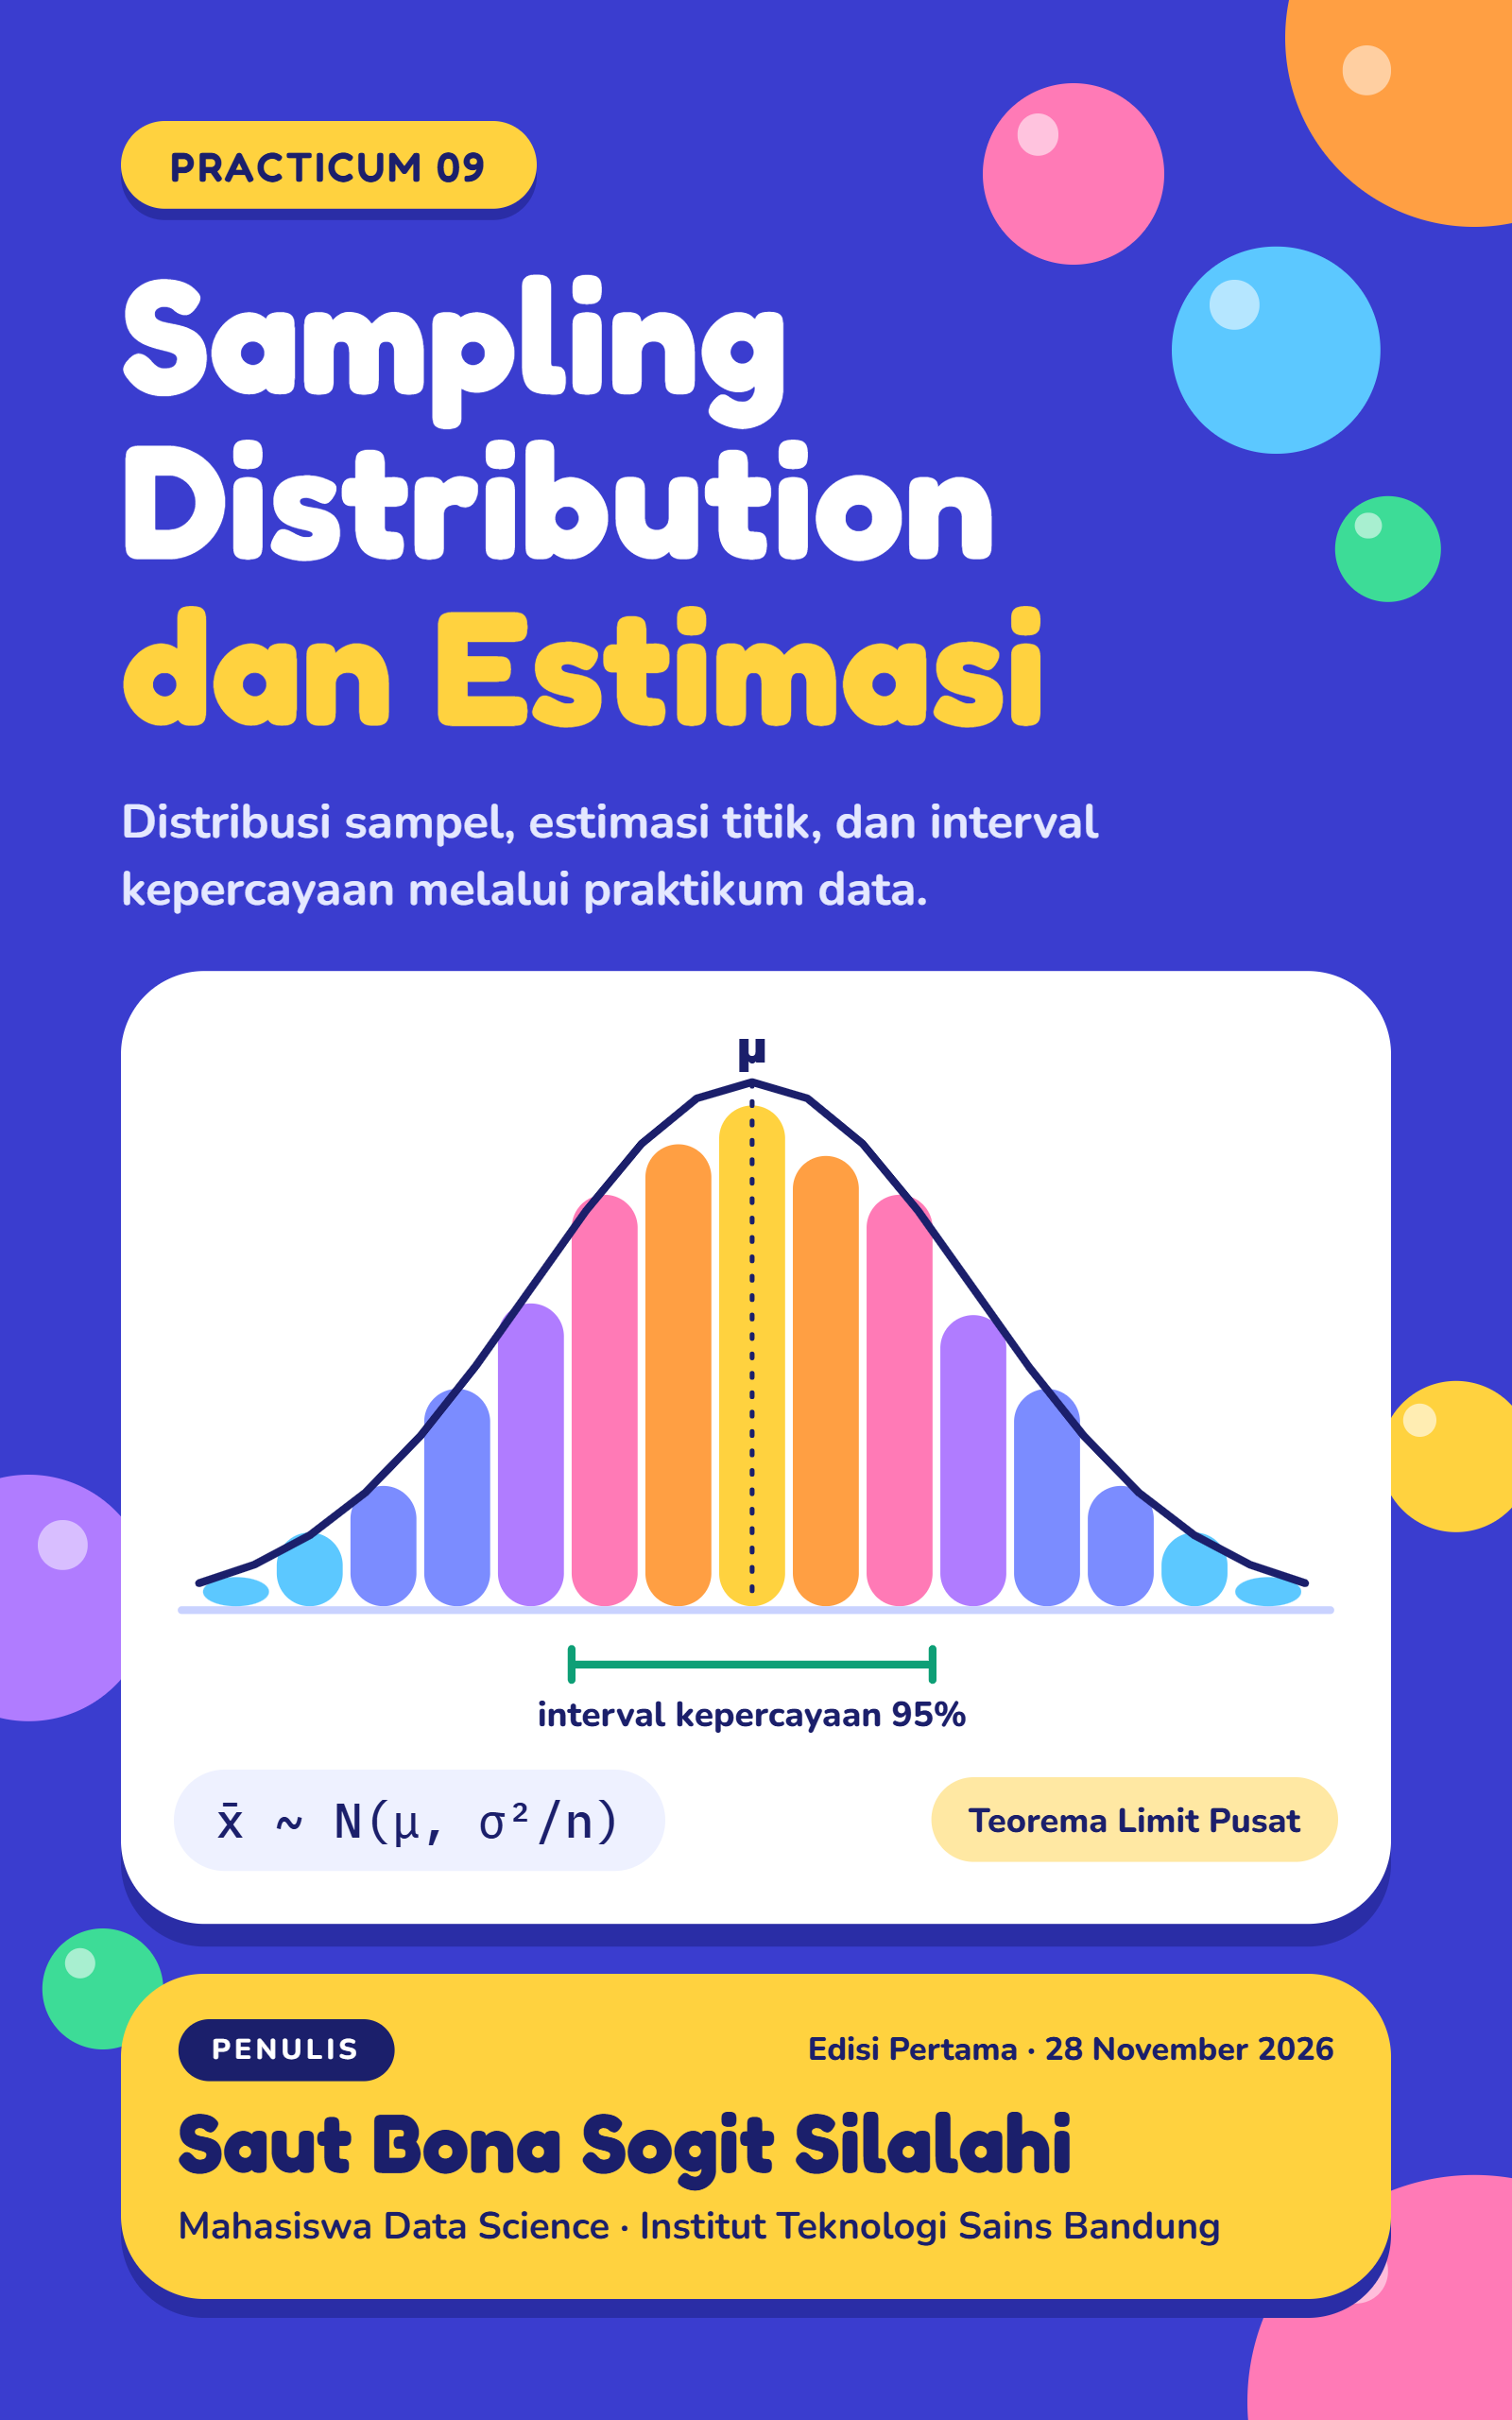 PRACTICUM 09
Sampling
Distribution
dan Estimasi
Distribusi sampel, estimasi titik, dan interval
kepercayaan melalui praktikum data.
μ
interval kepercayaan 95%
x̄ ~ N(μ, σ²/n)
Teorema Limit Pusat
PENULIS
Edisi Pertama · 28 November 2026
Saut Bona Sogit Silalahi
Mahasiswa Data Science · Institut Teknologi Sains Bandung